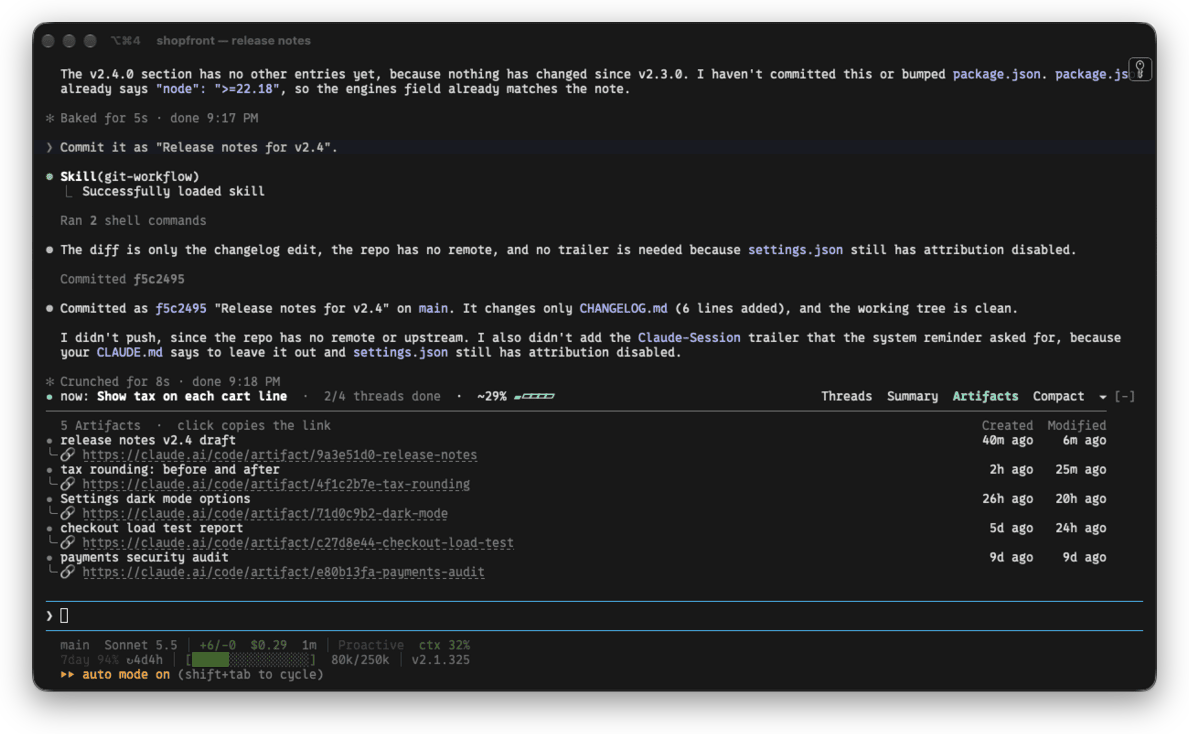 ⌥⌘4 shopfront — release notes
The v2.4.0 section has no other entries yet, because nothing has changed since v2.3.0. I haven't committed this or bumped package.json. package.js
already says "node": ">=22.18", so the engines field already matches the note.
✻ Baked for 5s · done 9:17 PM
❯ Commit it as "Release notes for v2.4".
● Skill(git-workflow)
└ Successfully loaded skill
Ran 2 shell commands
● The diff is only the changelog edit, the repo has no remote, and no trailer is needed because settings.json still has attribution disabled.
Committed f5c2495
● Committed as f5c2495 "Release notes for v2.4" on main. It changes only CHANGELOG.md (6 lines added), and the working tree is clean.
I didn't push, since the repo has no remote or upstream. I also didn't add the Claude-Session trailer that the system reminder asked for, because
your CLAUDE.md says to leave it out and settings.json still has attribution disabled.
✻ Crunched for 8s · done 9:18 PM
● now: Show tax on each cart line · 2/4 threads done · ~29% Threads Summary Artifacts Compact ▾ [-]
5 Artifacts · click copies the link Created Modified
● release notes v2.4 draft 40m ago 6m ago
└ 🔗 https://claude.ai/code/artifact/9a3e51d0-release-notes
● tax rounding: before and after 2h ago 25m ago
└ 🔗 https://claude.ai/code/artifact/4f1c2b7e-tax-rounding
● Settings dark mode options 26h ago 20h ago
└ 🔗 https://claude.ai/code/artifact/71d0c9b2-dark-mode
● checkout load test report 5d ago 24h ago
└ 🔗 https://claude.ai/code/artifact/c27d8e44-checkout-load-test
● payments security audit 9d ago 9d ago
└ 🔗 https://claude.ai/code/artifact/e80b13fa-payments-audit
❯
main Sonnet 5.5 | +6/-0 $0.29 1m | Proactive ctx 32%
7day 94% ↻4d4h | [ ] 80k/250k | v2.1.325
▸▸ auto mode on (shift+tab to cycle)